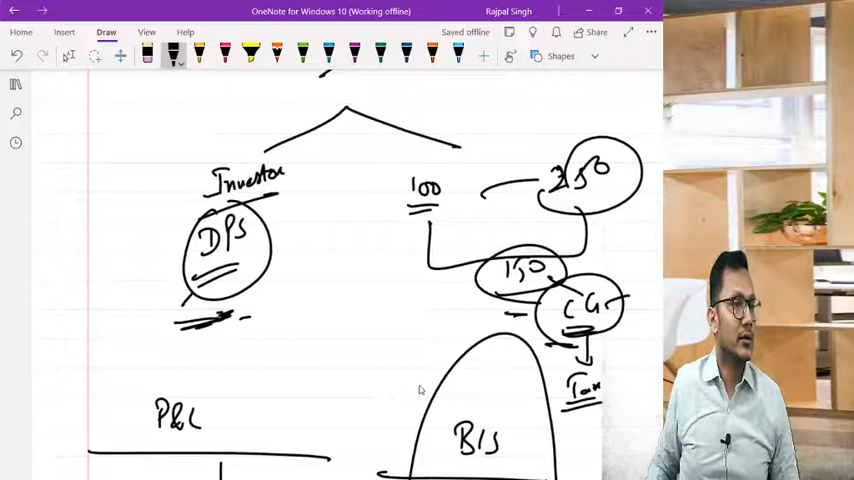 OneNote for Windows 10 (Working offline)
Rajpal Singh
Home Insert Draw View Help Saved offline Share
Shapes
Investor
DPS
100
250
150
CG
Tax
P&L
B/S